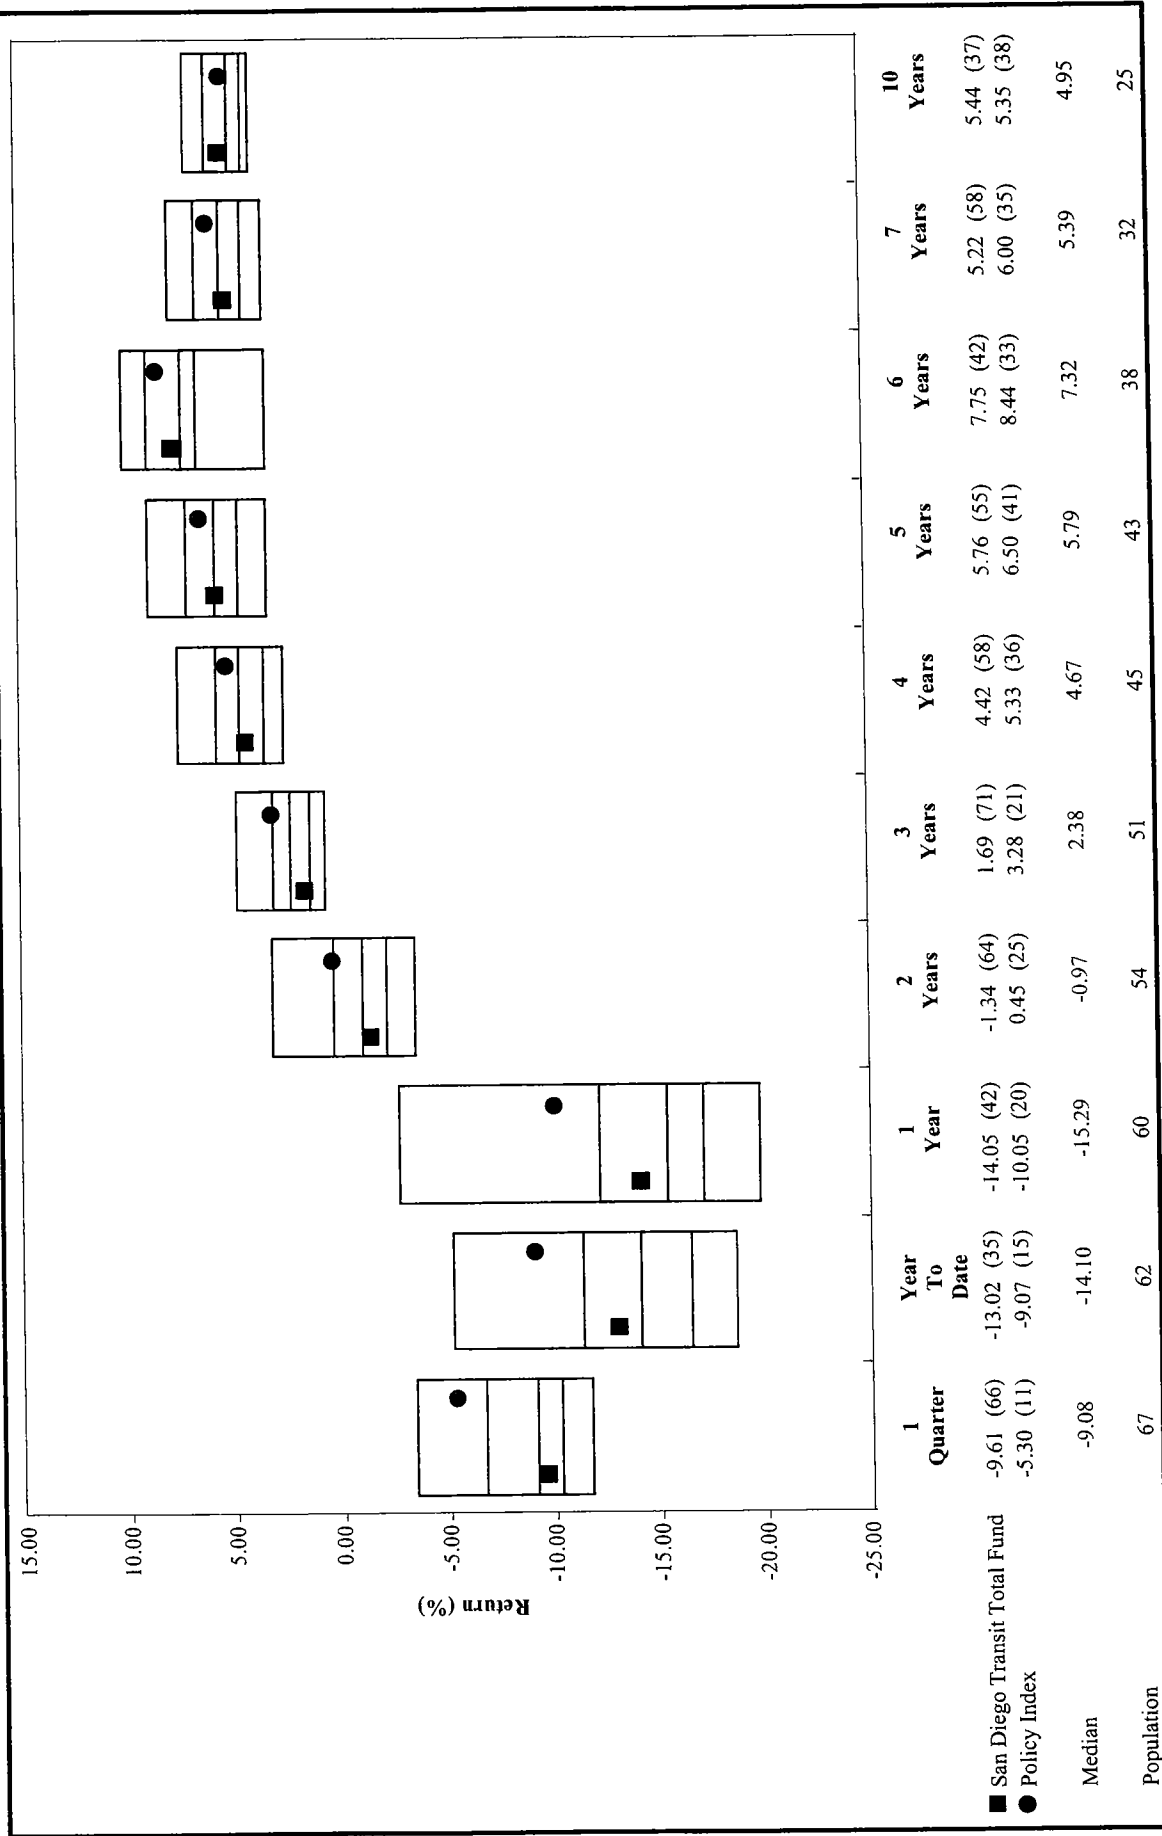 15.00
10.00
5.00
0.00
-5.00
-10.00
-15.00
-20.00
-25.00
Return (%)
1 Quarter Year To Date 1 Year 2 Years 3 Years 4 Years 5 Years 6 Years 7 Years 10 Years
San Diego Transit Total Fund -9.61 (66) -13.02 (35) -14.05 (42) -1.34 (64) 1.69 (71) 4.42 (58) 5.76 (55) 7.75 (42) 5.22 (58) 5.44 (37)
Policy Index -5.30 (11) -9.07 (15) -10.05 (20) 0.45 (25) 3.28 (21) 5.33 (36) 6.50 (41) 8.44 (33) 6.00 (35) 5.35 (38)
Median -9.08 -14.10 -15.29 -0.97 2.38 4.67 5.79 7.32 5.39 4.95
Population 67 62 60 54 51 45 43 38 32 25